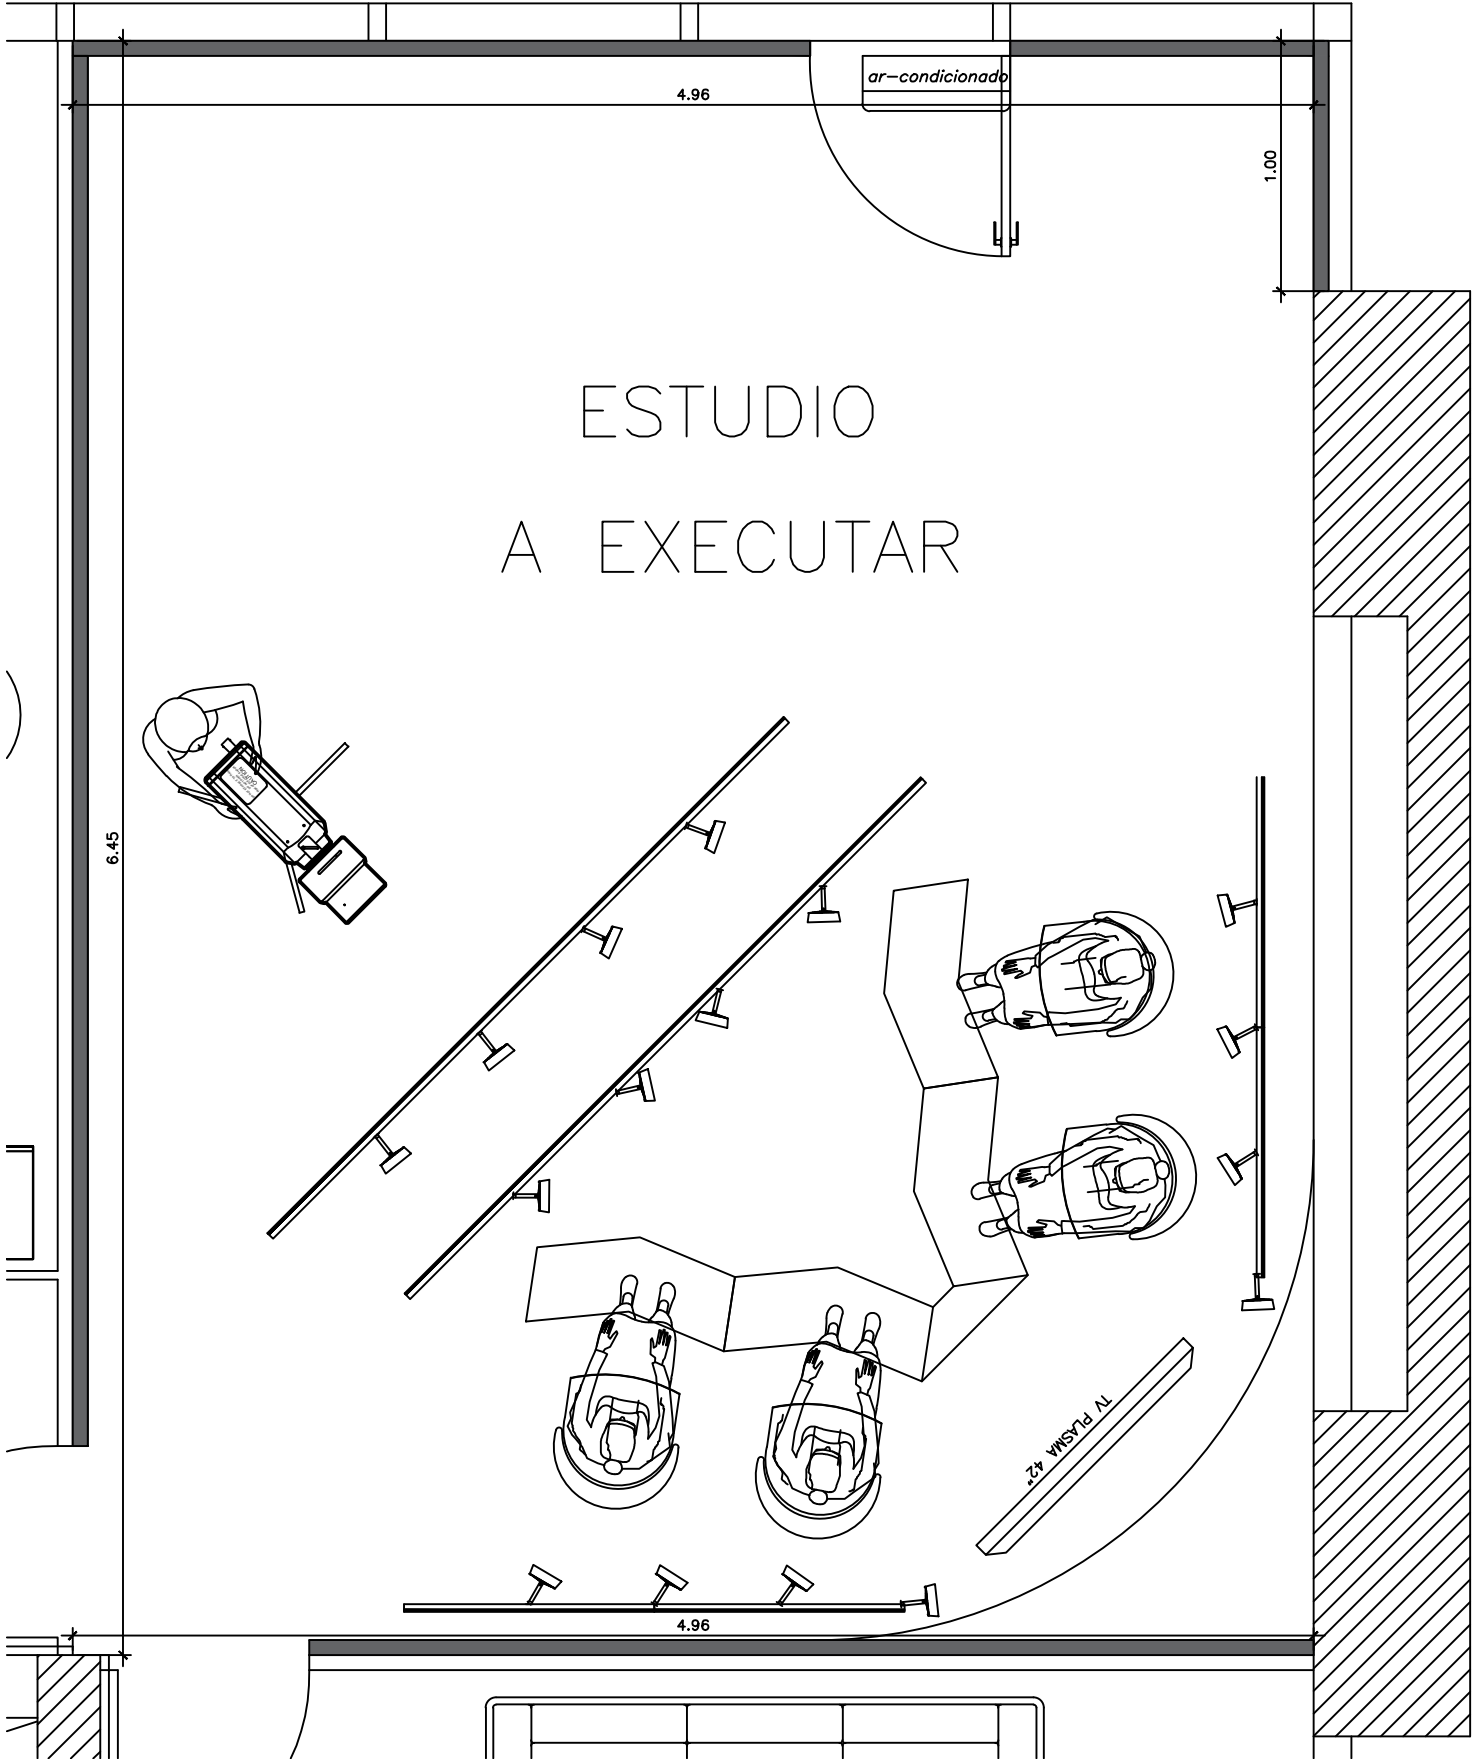 ar-condicionado
4.96
1.00
ESTUDIO
A EXECUTAR
6.45
TV PLASMA 42"
4.96